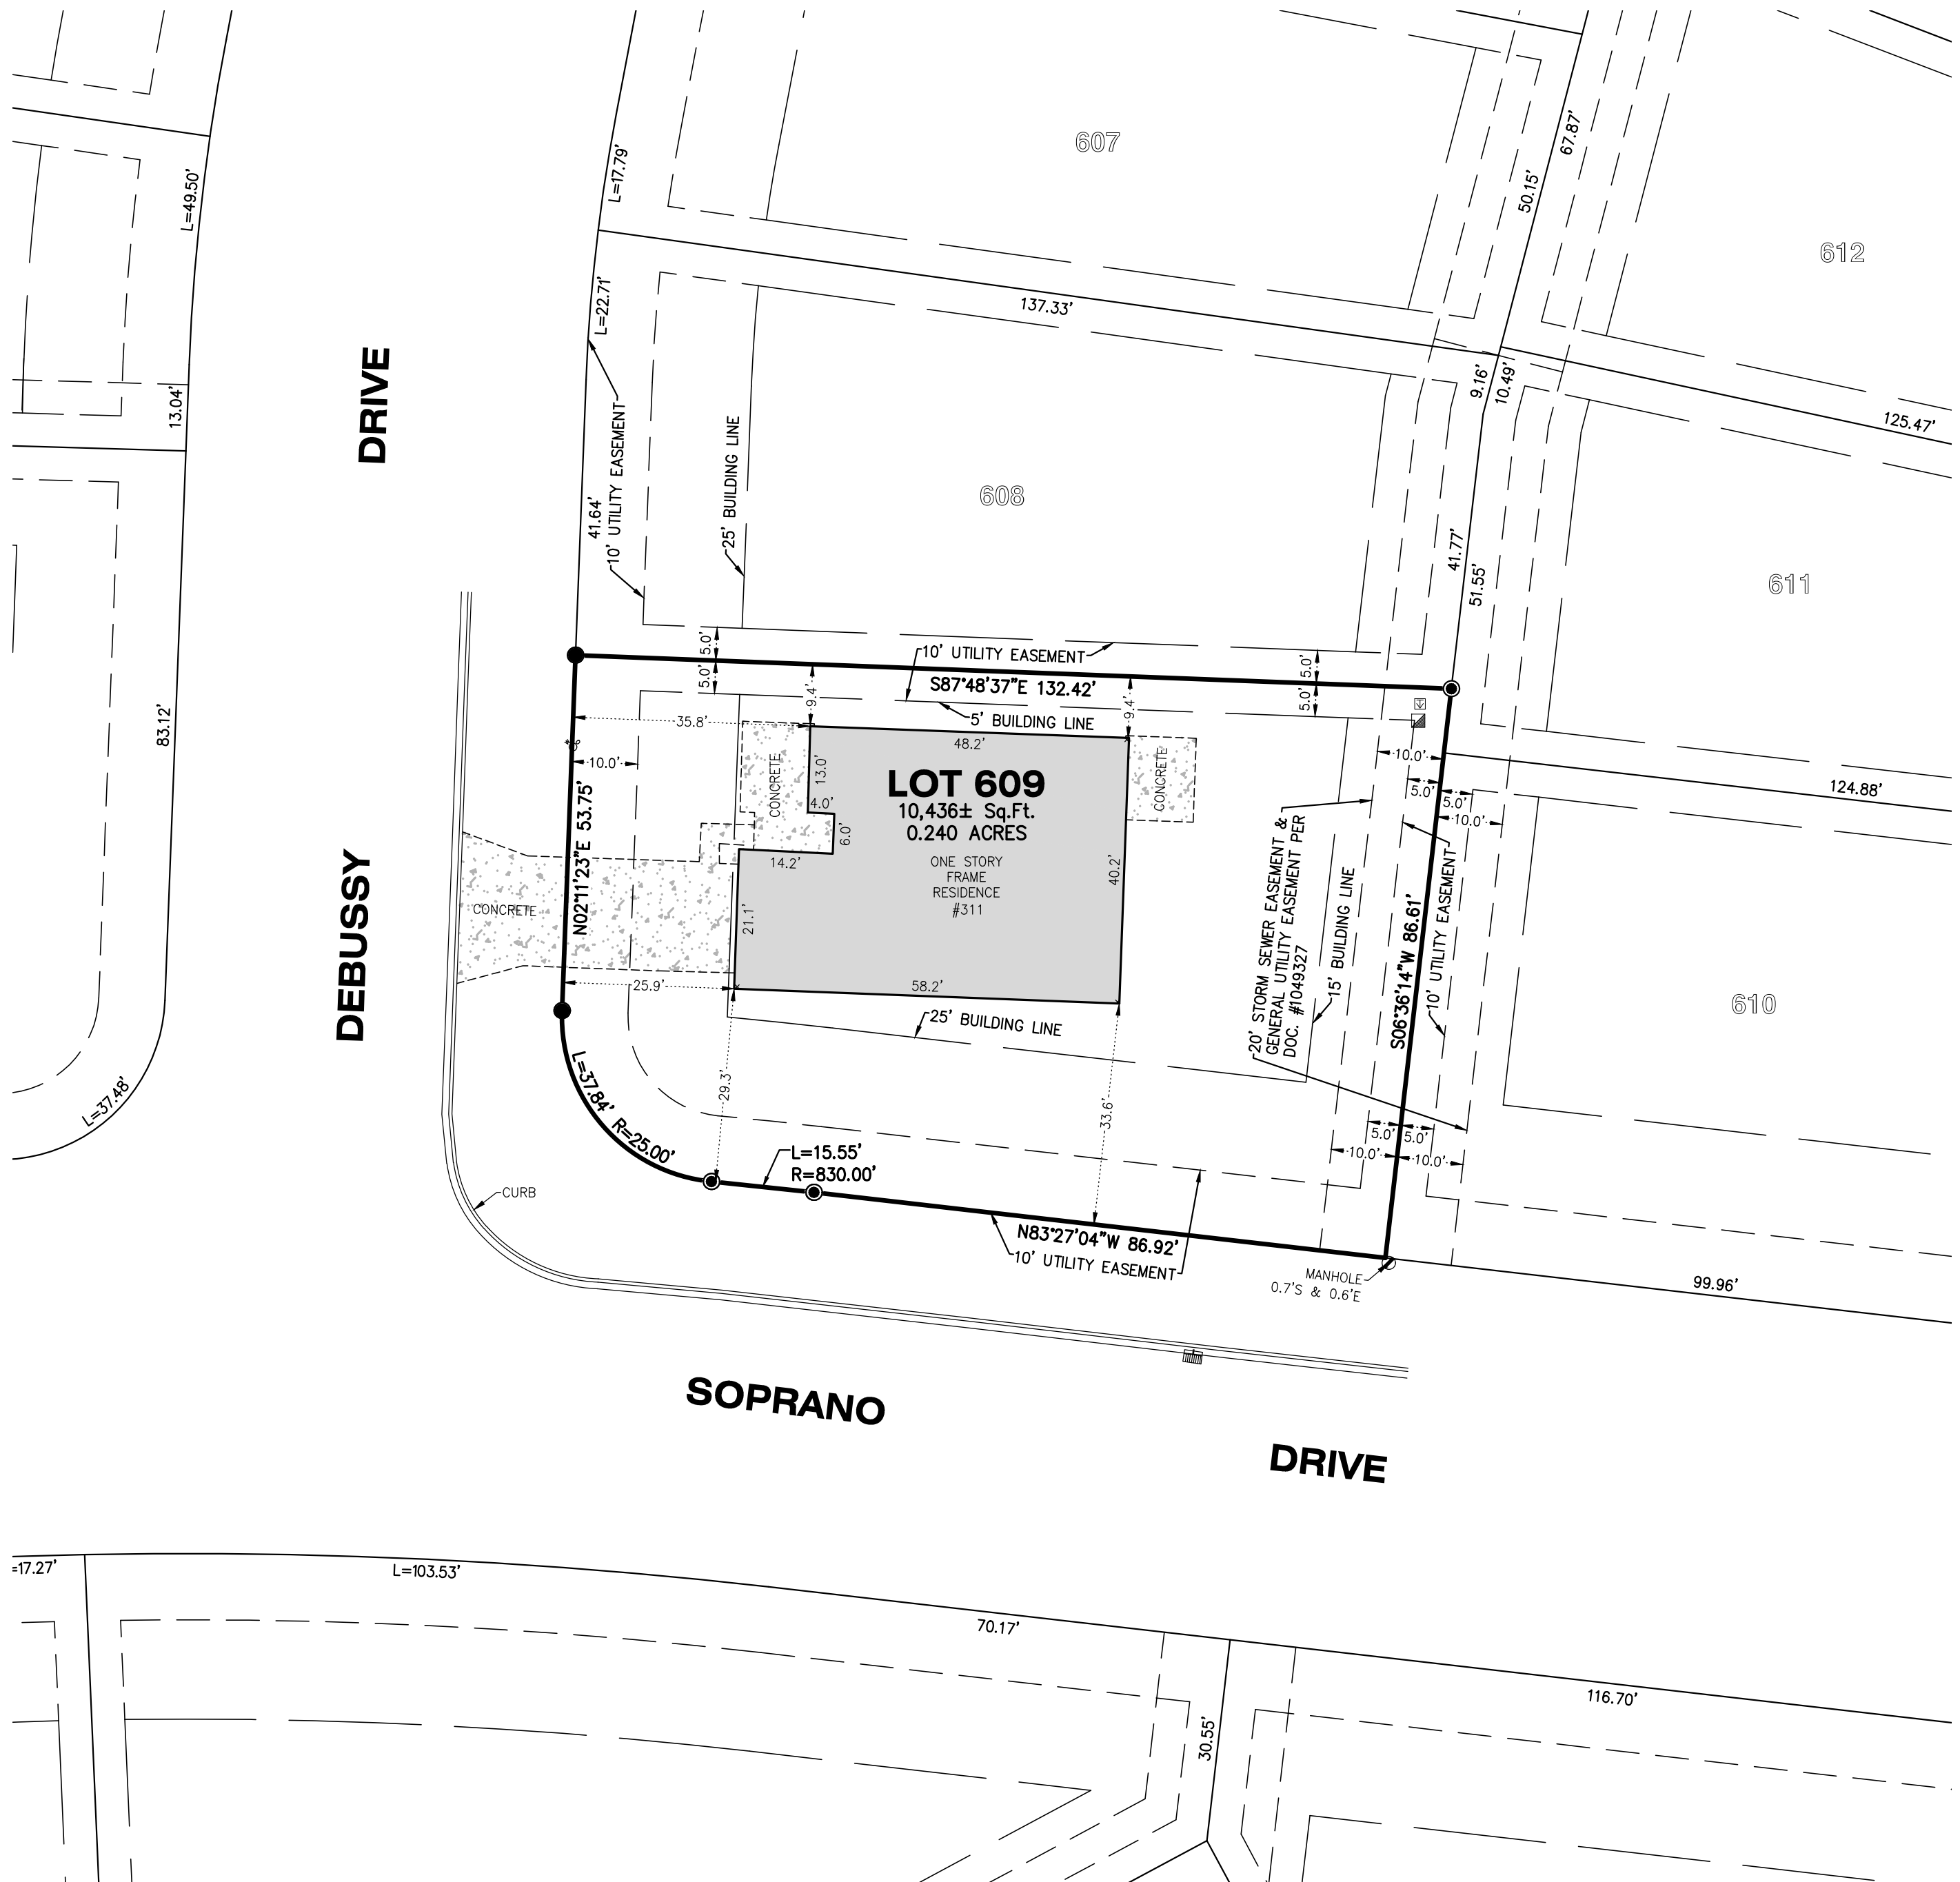 607
612
608
611
610
L=49.50'
13.04'
83.12'
L=37.48'
L=17.79'
L=22.71'
41.64'
10' UTILITY EASEMENT
25' BUILDING LINE
137.33'
67.87'
50.15'
9.16'
10.49'
125.47'
41.77'
51.55'
DEBUSSY DRIVE
5.0'
5.0'
10' UTILITY EASEMENT
S87°48'37"E 132.42'
5' BUILDING LINE
5.0'
5.0'
9.4'
9.4'
35.8'
10.0'
48.2'
13.0'
4.0'
6.0'
14.2'
21.1'
40.2'
58.2'
25.9'
CONCRETE
CONCRETE
CONCRETE
LOT 609
10,436± Sq.Ft.
0.240 ACRES
ONE STORY
FRAME
RESIDENCE
#311
N02°11'23"E 53.75'
25' BUILDING LINE
29.3'
33.6'
20' STORM SEWER EASEMENT &
GENERAL UTILITY EASEMENT PER
DOC. #1049327
15' BUILDING LINE
S06°36'14"W 86.61'
10' UTILITY EASEMENT
10.0'
5.0'
5.0'
10.0'
124.88'
5.0'
5.0'
10.0'
10.0'
L=37.84' R=25.00'
L=15.55'
R=830.00'
N83°27'04"W 86.92'
10' UTILITY EASEMENT
CURB
MANHOLE
0.7'S & 0.6'E
99.96'
SOPRANO DRIVE
=17.27'
L=103.53'
70.17'
30.55'
116.70'